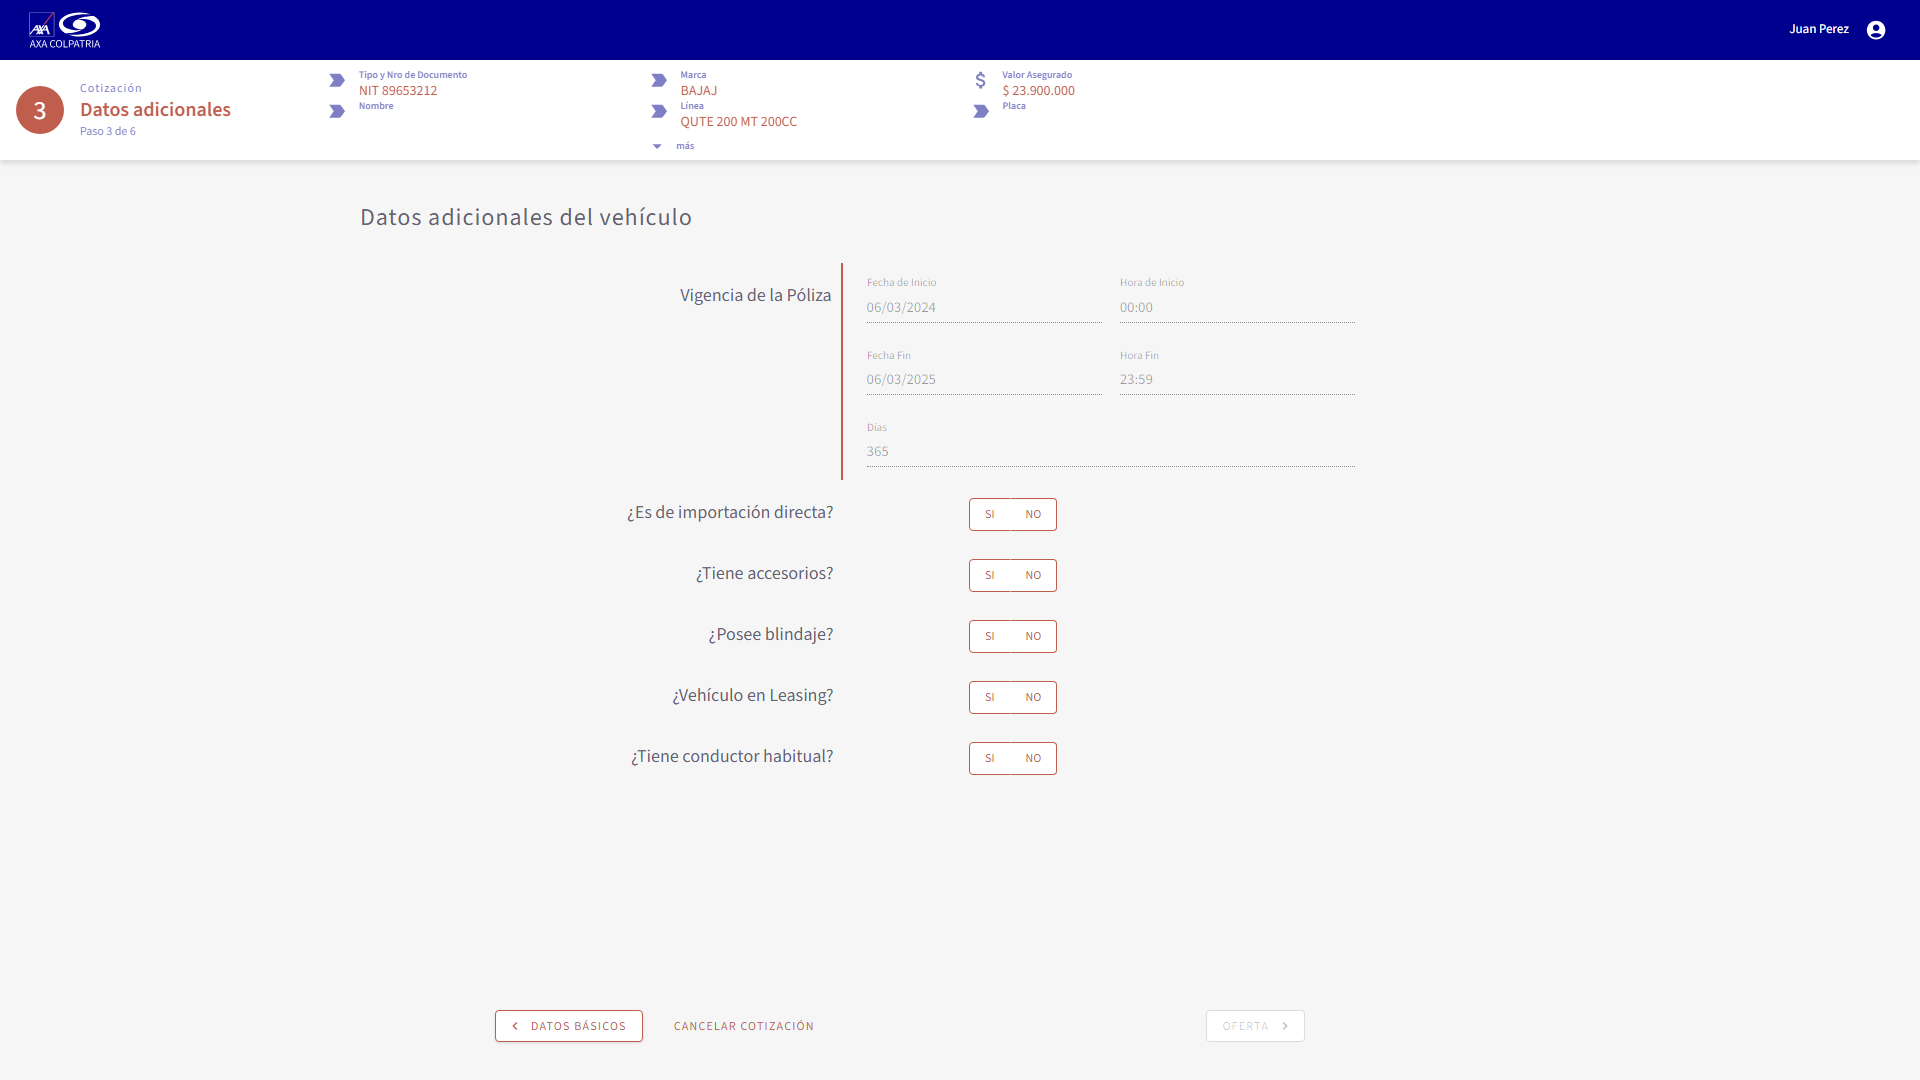 AXA
AXA COLPATRIA
Juan Perez
3
Cotización
Datos adicionales
Paso 3 de 6
Tipo y Nro de Documento
NIT 89653212
Nombre
Marca
BAJAJ
Línea
QUTE 200 MT 200CC
más
$
Valor Asegurado
$ 23.900.000
Placa
Datos adicionales del vehículo
Vigencia de la Póliza
Fecha de Inicio
06/03/2024
Hora de Inicio
00:00
Fecha Fin
06/03/2025
Hora Fin
23:59
Días
365
¿Es de importación directa?
SI NO
¿Tiene accesorios?
SI NO
¿Posee blindaje?
SI NO
¿Vehículo en Leasing?
SI NO
¿Tiene conductor habitual?
SI NO
DATOS BÁSICOS
CANCELAR COTIZACIÓN
OFERTA